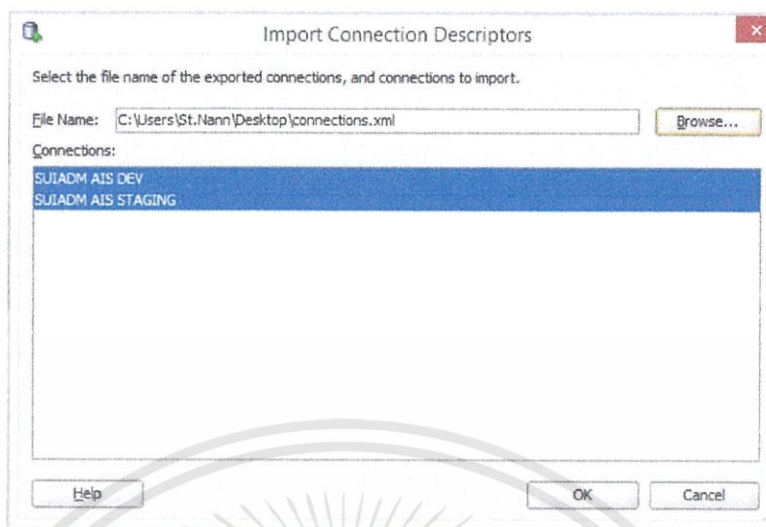 Import Connection Descriptors
Select the file name of the exported connections, and connections to import.
File Name: C:\Users\St.Nann\Desktop\connections.xml Browse...
Connections:
SUIADM AIS DEV
SUIADM AIS STAGING
Help OK Cancel